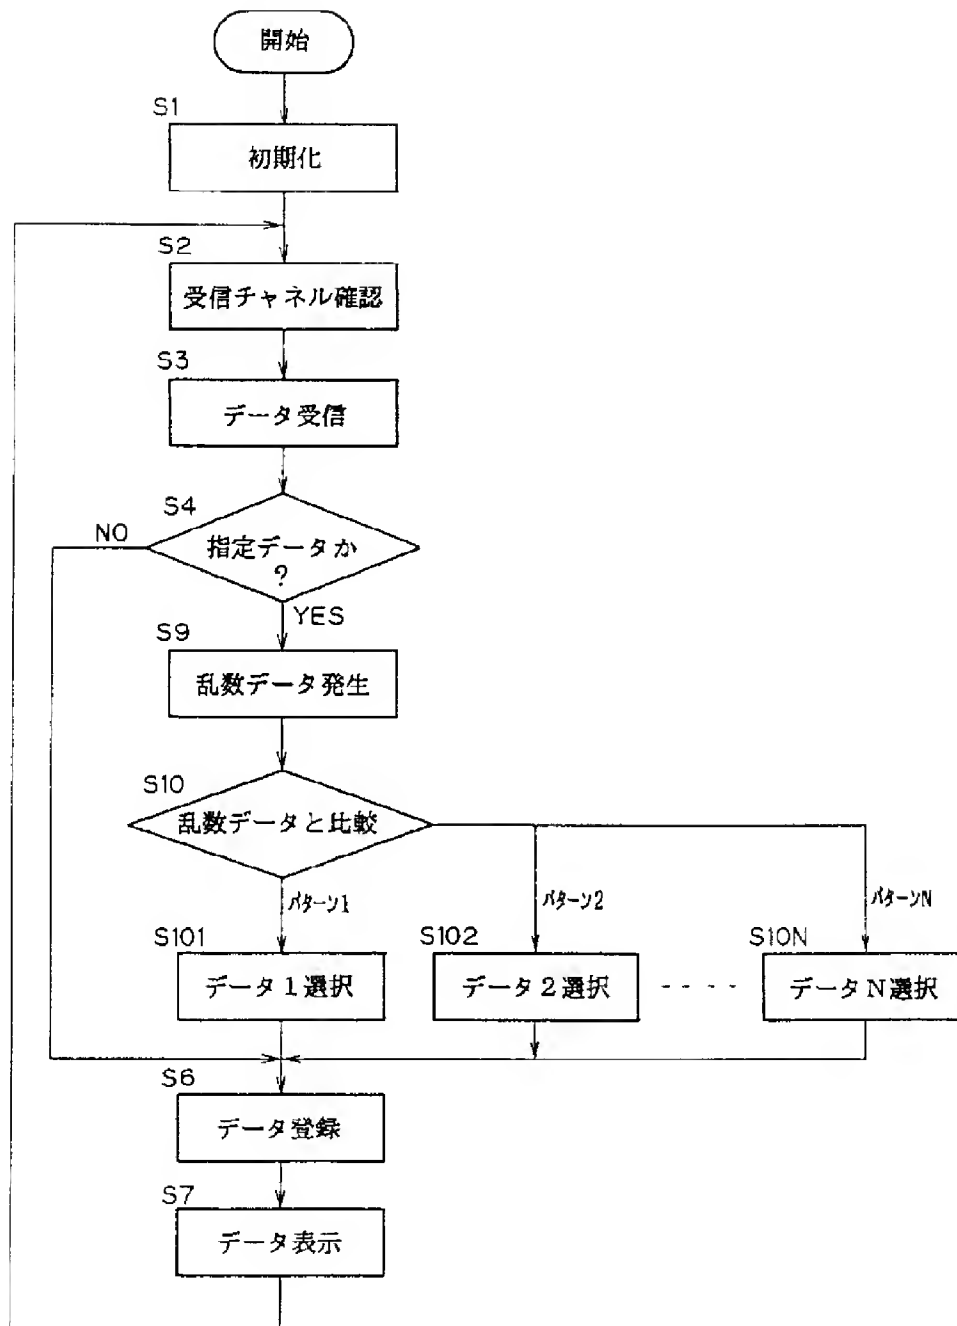 開始
S1
初期化
S2
受信チャネル確認
S3
データ受信
S4
NO
指定データか
?
YES
S9
乱数データ発生
S10
乱数データと比較
パターン1
パターン2
パターンN
S101
データ1選択
S102
データ2選択
- - - -
S10N
データN選択
S6
データ登録
S7
データ表示